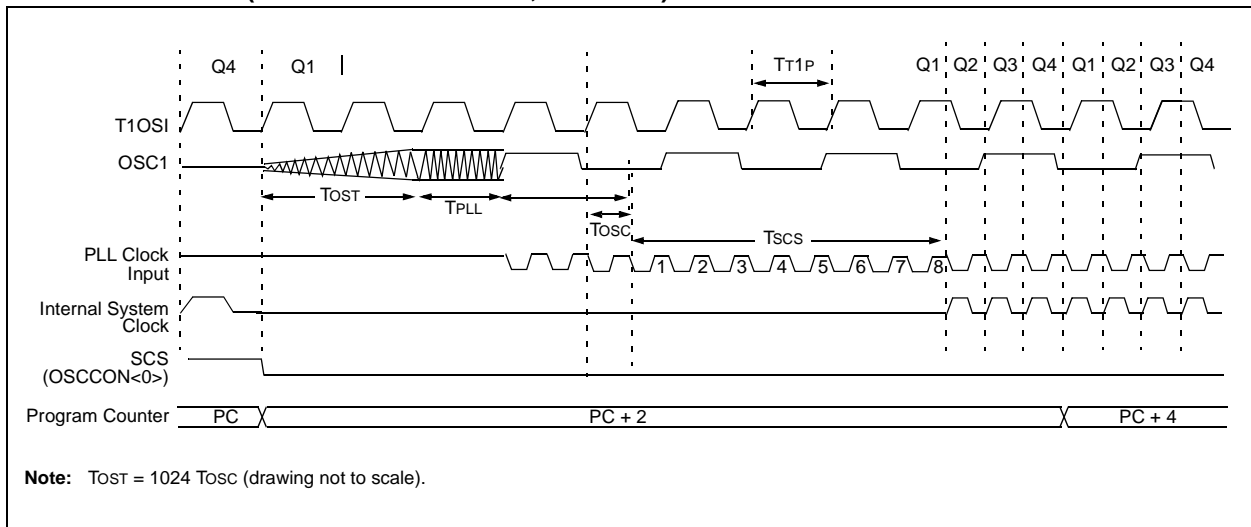 Q4 Q1 TT1P Q1 Q2 Q3 Q4 Q1 Q2 Q3 Q4
T1OSI
OSC1
TOST TPLL
TOSC TSCS
PLL Clock
Input
1 2 3 4 5 6 7 8
Internal System
Clock
SCS
(OSCCON<0>)
Program Counter PC PC + 2 PC + 4
Note: TOST = 1024 TOSC (drawing not to scale).